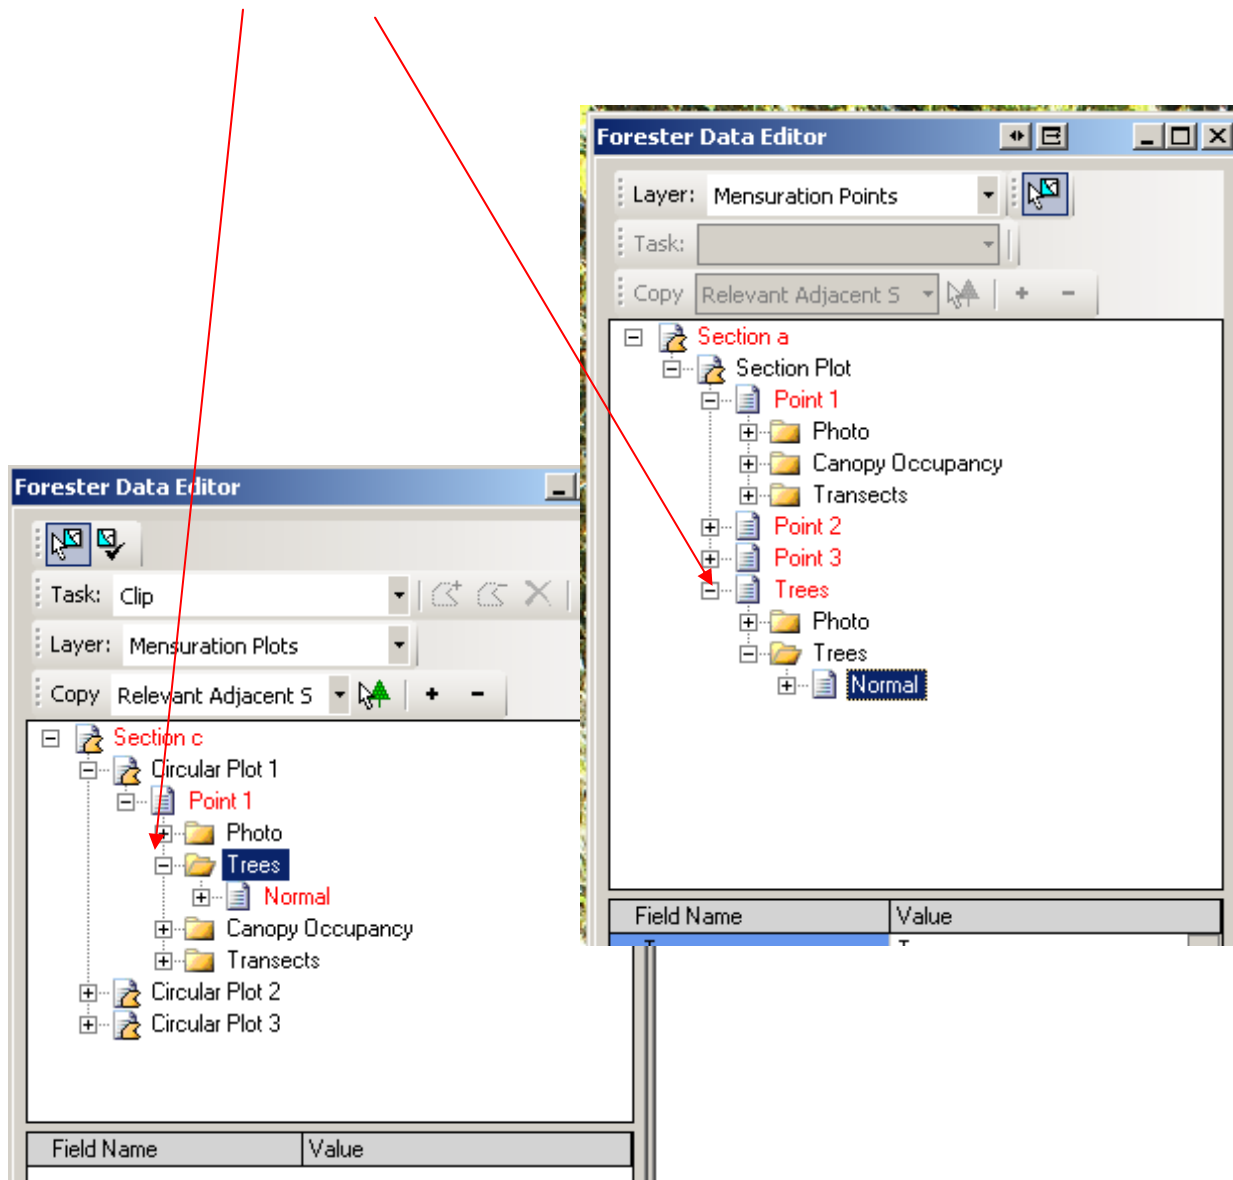 Forester Data Editor
Layer: Mensuration Points
Task:
Copy Relevant Adjacent S
Section a
Section Plot
Point 1
Photo
Canopy Occupancy
Transects
Point 2
Point 3
Trees
Photo
Trees
Normal
Field Name Value
Forester Data Editor
Task: Clip
Layer: Mensuration Plots
Copy Relevant Adjacent S
Section c
Circular Plot 1
Point 1
Photo
Trees
Normal
Canopy Occupancy
Transects
Circular Plot 2
Circular Plot 3
Field Name Value